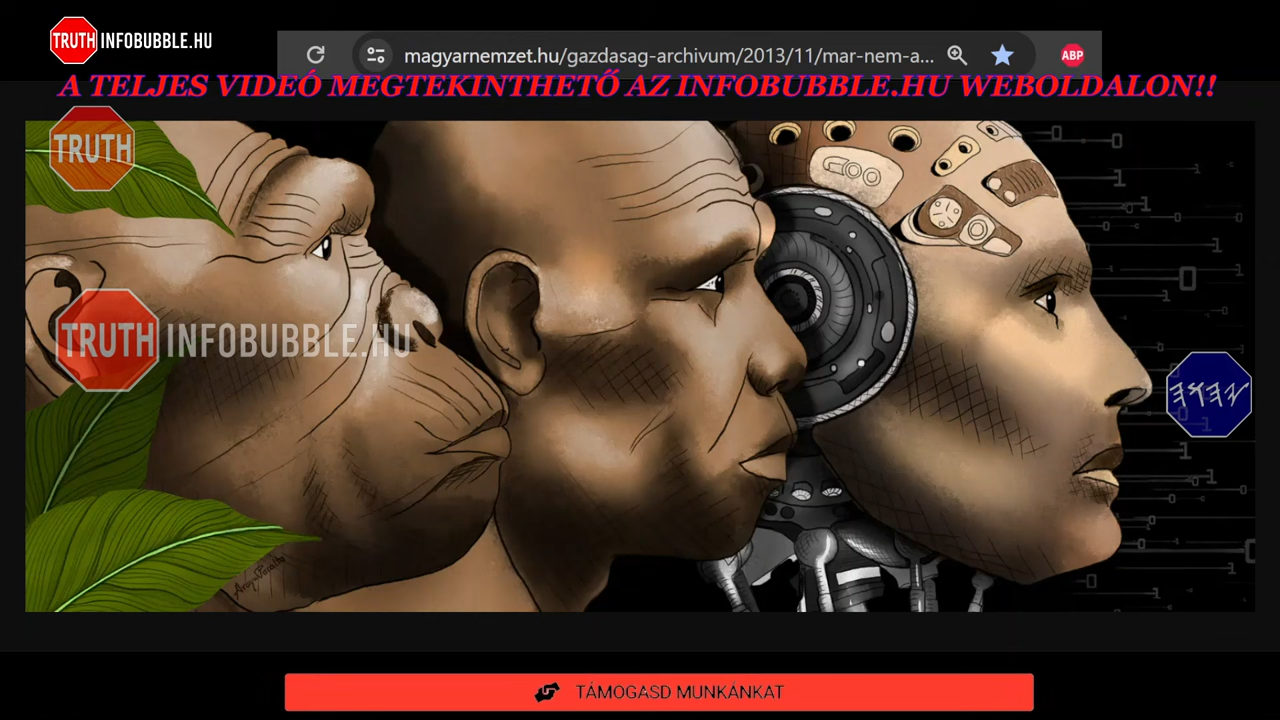 TRUTH INFOBUBBLE.HU
magyarnemzet.hu/gazdasag-archivum/2013/11/mar-nem-a...
ABP
A TELJES VIDEÓ MEGTEKINTHETŐ AZ INFOBUBBLE.HU WEBOLDALON!!
TRUTH
TRUTH INFOBUBBLE.HU
𐤉𐤄𐤅𐤄
TÁMOGASD MUNKÁNKAT